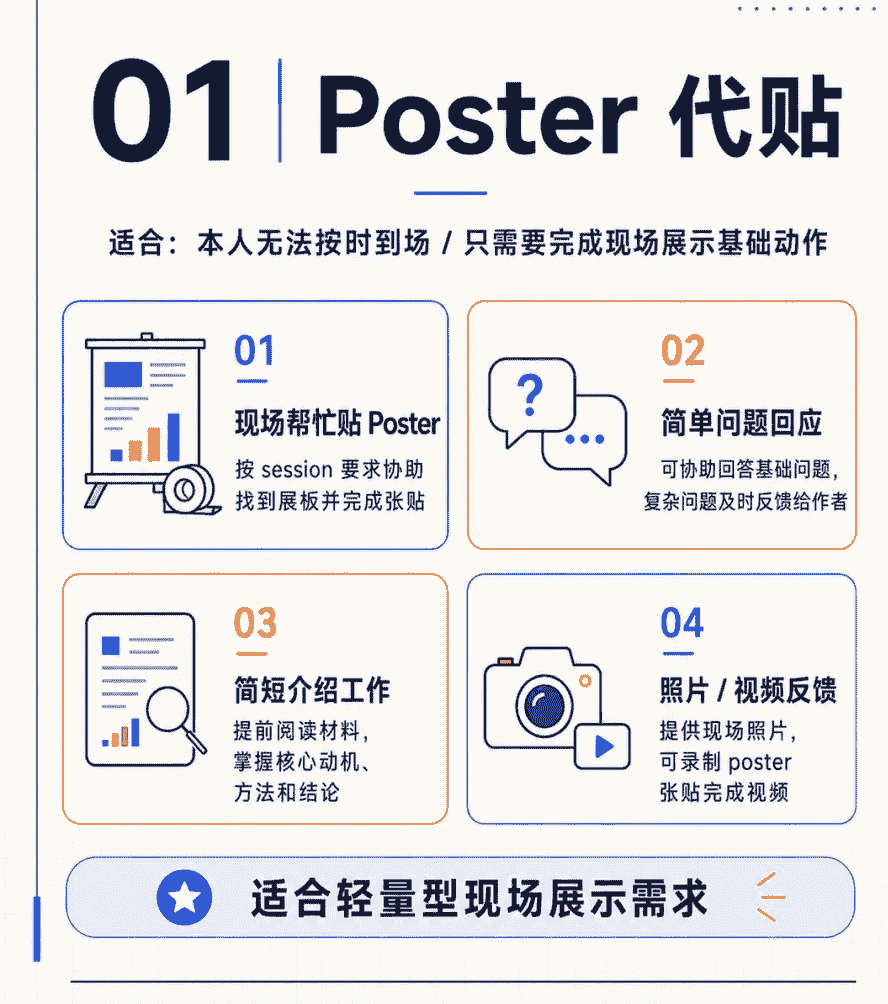 01 Poster 代贴
适合：本人无法按时到场 / 只需要完成现场展示基础动作
01
现场帮忙贴 Poster
按 session 要求协助
找到展板并完成张贴
?
02
简单问题回应
可协助回答基础问题，
复杂问题及时反馈给作者
03
简短介绍工作
提前阅读材料，
掌握核心动机、
方法和结论
04
照片 / 视频反馈
提供现场照片，
可录制 poster
张贴完成视频
适合轻量型现场展示需求